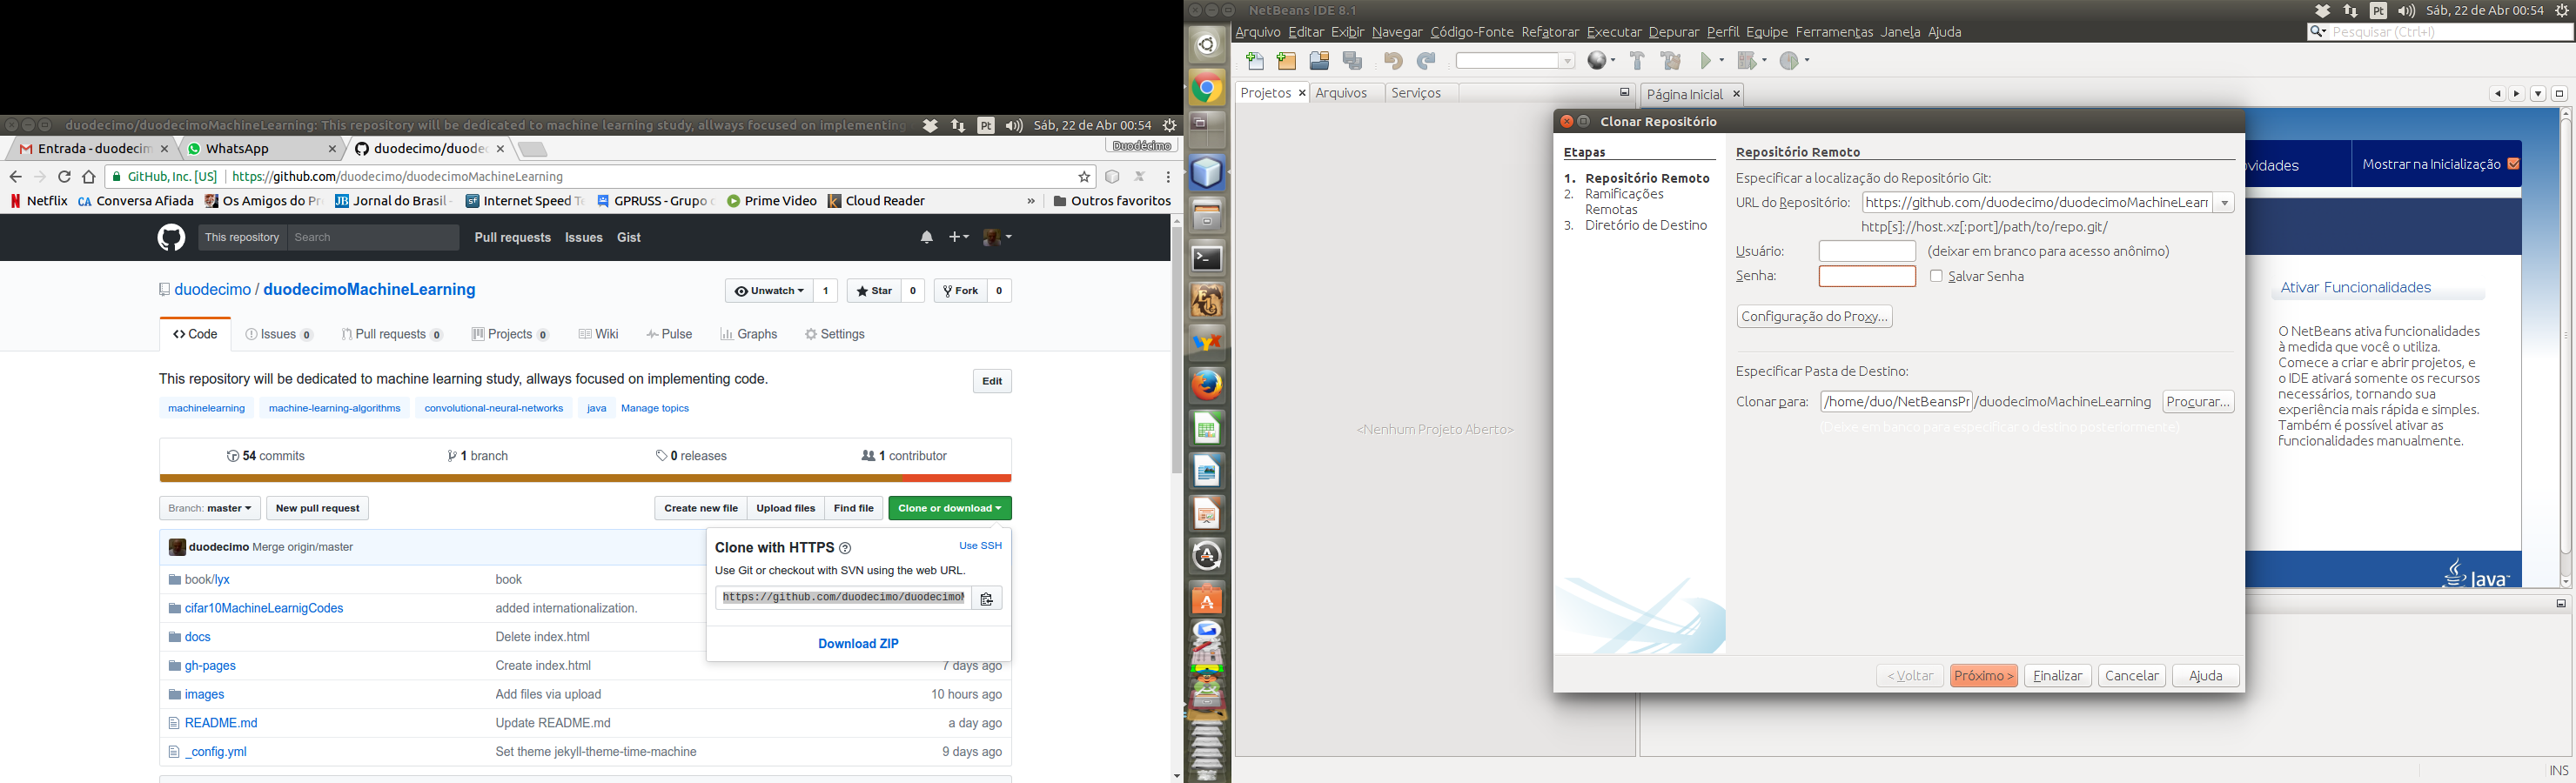 duodecimo/duodecimoMachineLearning: This repository will be dedicated to machine learning study, allways focused on implementing
Pt
Sáb, 22 de Abr 00:54
Entrada - duodecim
WhatsApp
duodecimo/duodec
Duodécimo
GitHub, Inc. [US]
https://github.com/duodecimo/duodecimoMachineLearning
Netflix
CA Conversa Afiada
Os Amigos do Pr
JB Jornal do Brasil -
sf Internet Speed Te
GPRUSS - Grupo d
Prime Video
Cloud Reader
»
Outros favoritos
This repository
Search
Pull requests
Issues
Gist
duodecimo / duodecimoMachineLearning
Unwatch 1
Star 0
Fork 0
Code
Issues 0
Pull requests 0
Projects 0
Wiki
Pulse
Graphs
Settings
This repository will be dedicated to machine learning study, allways focused on implementing code.
Edit
machinelearning
machine-learning-algorithms
convolutional-neural-networks
java
Manage topics
54 commits
1 branch
0 releases
1 contributor
Branch: master
New pull request
Create new file
Upload files
Find file
Clone or download
duodecimo Merge origin/master
Clone with HTTPS
Use SSH
Use Git or checkout with SVN using the web URL.
https://github.com/duodecimo/duodecimoM
Download ZIP
book/lyx
book
cifar10MachineLearnigCodes
added internationalization.
docs
Delete index.html
gh-pages
Create index.html
7 days ago
images
Add files via upload
10 hours ago
README.md
Update README.md
a day ago
_config.yml
Set theme jekyll-theme-time-machine
9 days ago
NetBeans IDE 8.1
Pt
Sáb, 22 de Abr 00:54
Arquivo Editar Exibir Navegar Código-Fonte Refatorar Executar Depurar Perfil Equipe Ferramentas Janela Ajuda
Pesquisar (Ctrl+I)
Projetos
Arquivos
Serviços
Página Inicial
<Nenhum Projeto Aberto>
Clonar Repositório
Etapas
1. Repositório Remoto
2. Ramificações
Remotas
3. Diretório de Destino
Repositório Remoto
Especificar a localização do Repositório Git:
URL do Repositório:
https://github.com/duodecimo/duodecimoMachineLearr
http[s]://host.xz[:port]/path/to/repo.git/
Usuário:
(deixar em branco para acesso anônimo)
Senha:
Salvar Senha
Configuração do Proxy...
Especificar Pasta de Destino:
Clonar para:
/home/duo/NetBeansPr
/duodecimoMachineLearning
Procurar...
(Deixe em banco para especificar o destino posteriormente)
< Voltar
Próximo >
Finalizar
Cancelar
Ajuda
vidades
Mostrar na Inicialização
Ativar Funcionalidades
O NetBeans ativa funcionalidades
à medida que você o utiliza.
Comece a criar e abrir projetos, e
o IDE ativará somente os recursos
necessários, tornando sua
experiência mais rápida e simples.
Também é possível ativar as
funcionalidades manualmente.
Java
INS